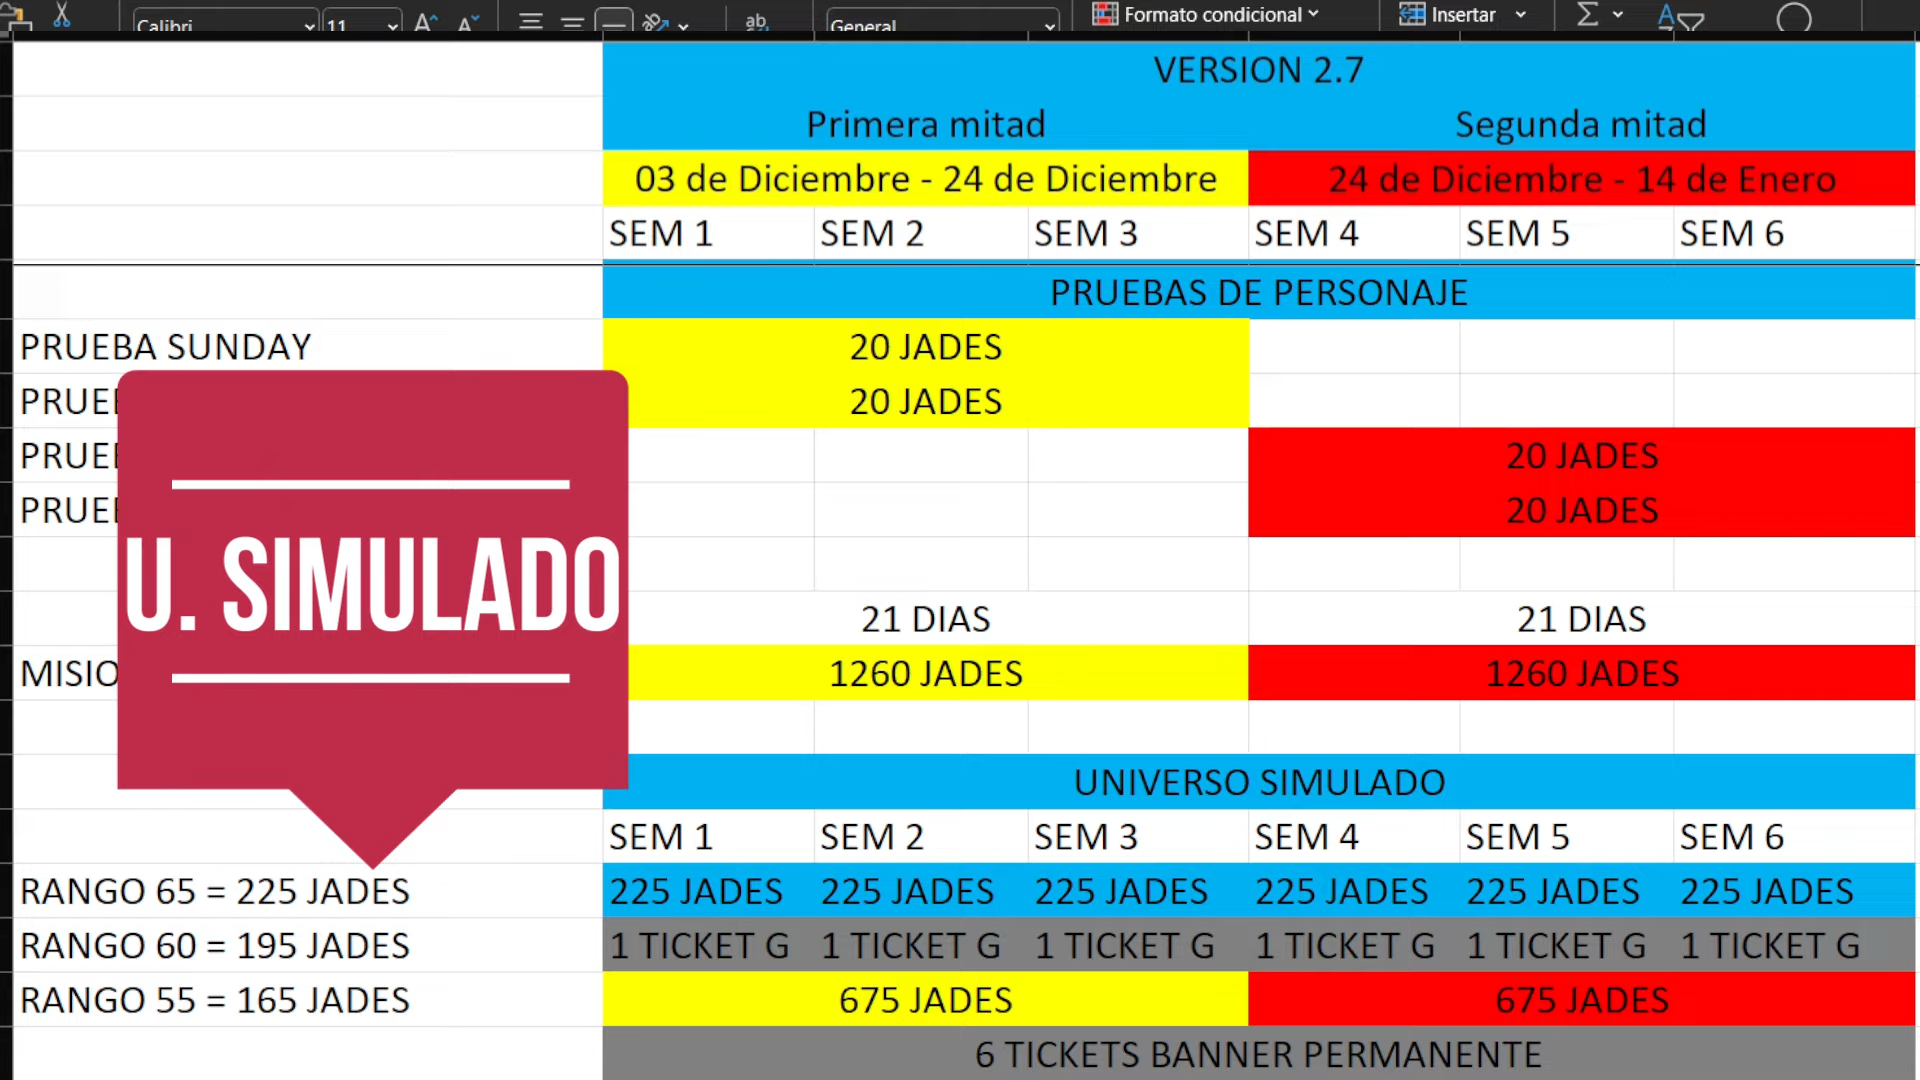 Calibri 11 ab General Formato condicional Insertar
VERSION 2.7
Primera mitad Segunda mitad
03 de Diciembre - 24 de Diciembre 24 de Diciembre - 14 de Enero
SEM 1 SEM 2 SEM 3 SEM 4 SEM 5 SEM 6
PRUEBAS DE PERSONAJE
PRUEBA SUNDAY 20 JADES
20 JADES
20 JADES
20 JADES
U. SIMULADO
21 DIAS 21 DIAS
1260 JADES 1260 JADES
UNIVERSO SIMULADO
SEM 1 SEM 2 SEM 3 SEM 4 SEM 5 SEM 6
RANGO 65 = 225 JADES 225 JADES 225 JADES 225 JADES 225 JADES 225 JADES 225 JADES
RANGO 60 = 195 JADES 1 TICKET G 1 TICKET G 1 TICKET G 1 TICKET G 1 TICKET G 1 TICKET G
RANGO 55 = 165 JADES 675 JADES 675 JADES
6 TICKETS BANNER PERMANENTE